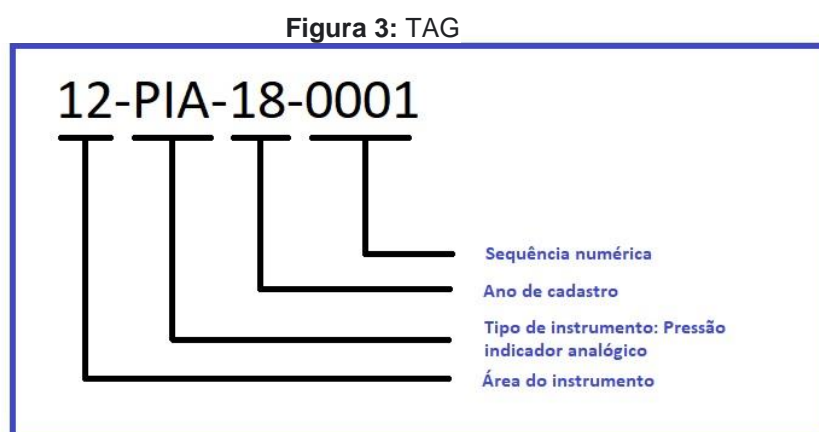 Figura 3: TAG
12-PIA-18-0001
Sequência numérica
Ano de cadastro
Tipo de instrumento: Pressão
indicador analógico
Área do instrumento